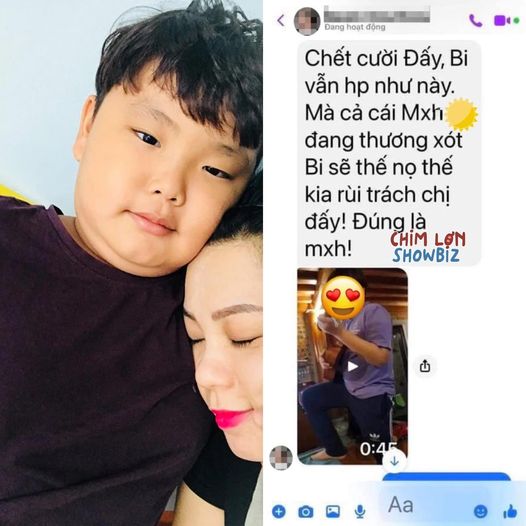 Đang hoạt động
Chết cười Đấy, Bi
vẫn hp như này.
Mà cả cái Mxh
đang thương xót
Bi sẽ thế nọ thế
kia rùi trách chị
đấy! Đúng là
mxh!
CHIM LỢN
SHOWBIZ
0:45
Aa